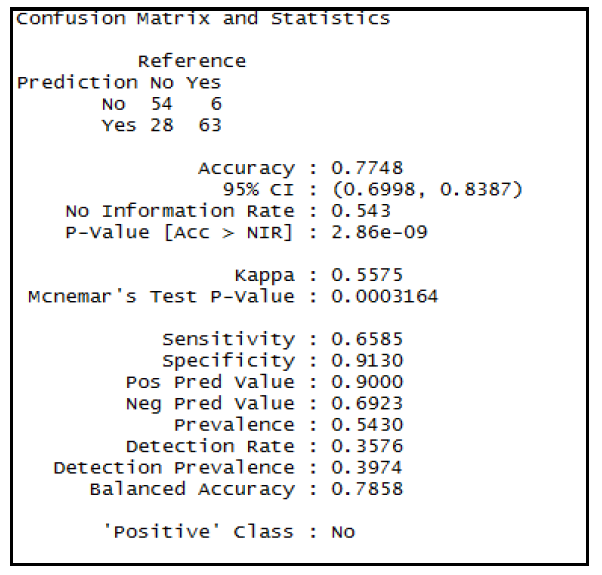 Confusion Matrix and Statistics
Reference
Prediction No Yes
No 54 6
Yes 28 63
Accuracy : 0.7748
95% CI : (0.6998, 0.8387)
No Information Rate : 0.543
P-Value [Acc > NIR] : 2.86e-09
Kappa : 0.5575
Mcnemar's Test P-Value : 0.0003164
Sensitivity : 0.6585
Specificity : 0.9130
Pos Pred Value : 0.9000
Neg Pred Value : 0.6923
Prevalence : 0.5430
Detection Rate : 0.3576
Detection Prevalence : 0.3974
Balanced Accuracy : 0.7858
'Positive' Class : No